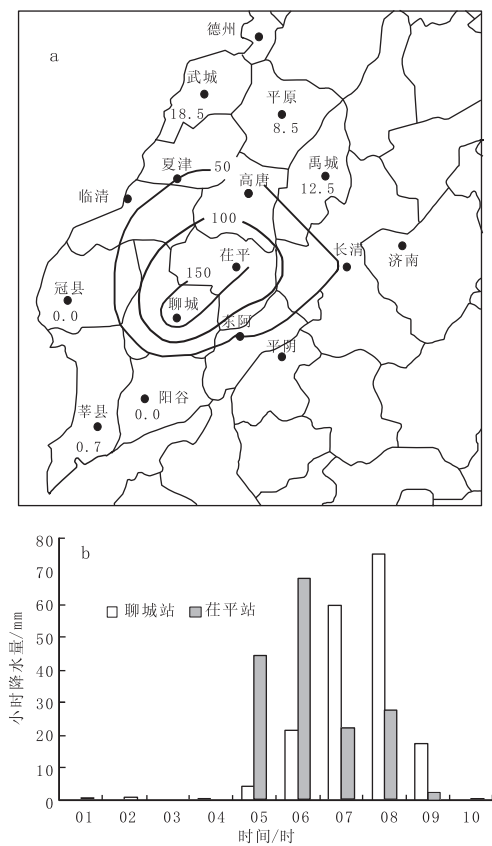 a
德州
武城
18.5
平原
8.5
夏津
50
高唐
禹城
12.5
临清
100
茌平
长清
济南
冠县
0.0
150
聊城
东阿
平阴
莘县
0.7
阳谷
0.0
b
小时降水量/mm
80
70
60
50
40
30
20
10
0
聊城站 茌平站
01 02 03 04 05 06 07 08 09 10
时间/时